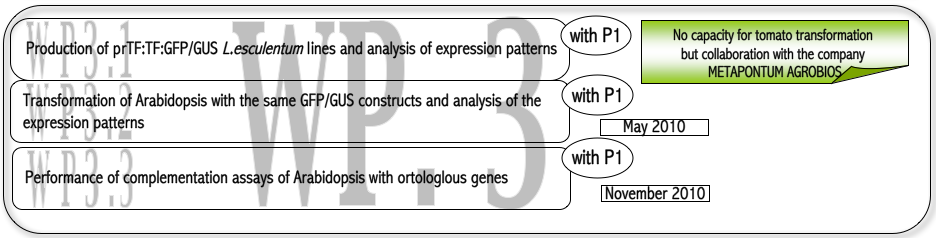 WP.3
WP3.1
Production of prTF:TF:GFP/GUS L.esculentum lines and analysis of expression patterns
with P1
No capacity for tomato transformation
but collaboration with the company
METAPONTUM AGROBIOS
WP3.2
Transformation of Arabidopsis with the same GFP/GUS constructs and analysis of the
expression patterns
with P1
May 2010
WP3.3
Performance of complementation assays of Arabidopsis with ortologlous genes
with P1
November 2010